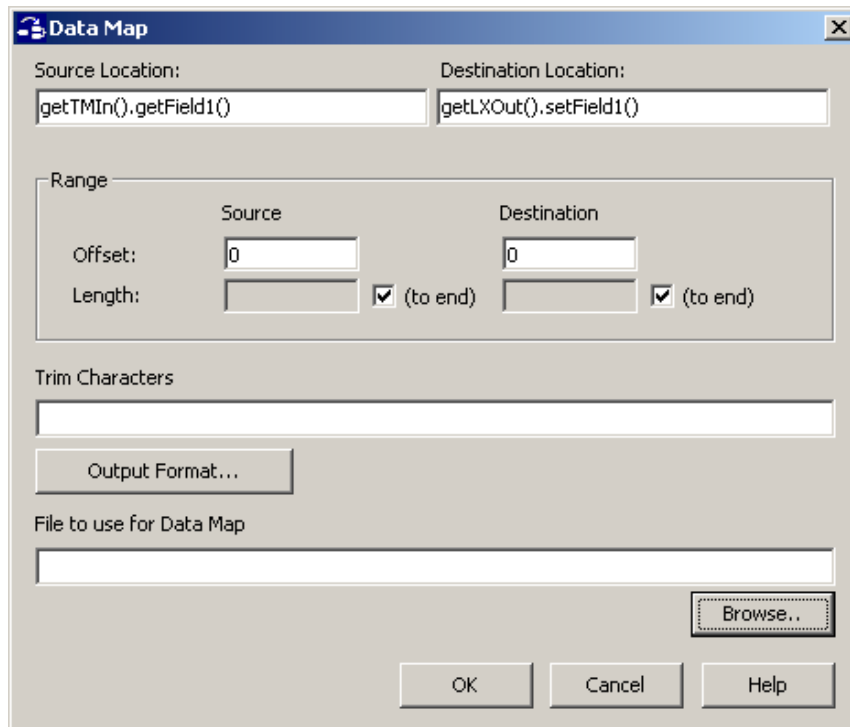 Data Map
Source Location: Destination Location:
getTMIn().getField1() getLXOut().setField1()
Range
Source Destination
Offset: 0 0
Length: (to end) (to end)
Trim Characters
Output Format...
File to use for Data Map
Browse..
OK Cancel Help